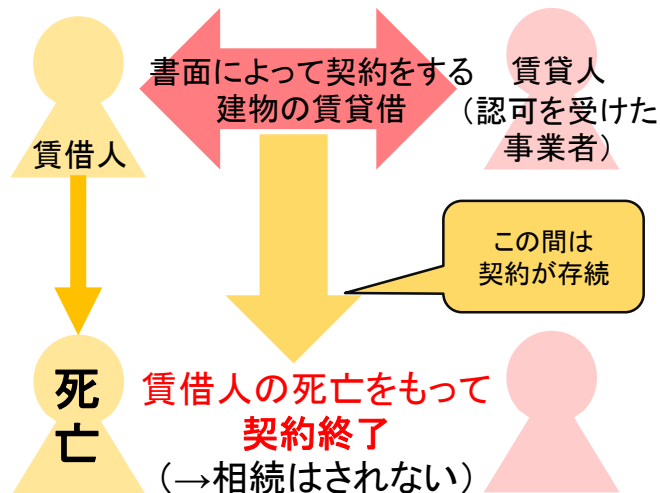 書面によって契約をする
建物の賃貸借
賃貸人
（認可を受けた
事業者）
賃借人
この間は
契約が存続
死
亡
賃借人の死亡をもって
契約終了
（→相続はされない）